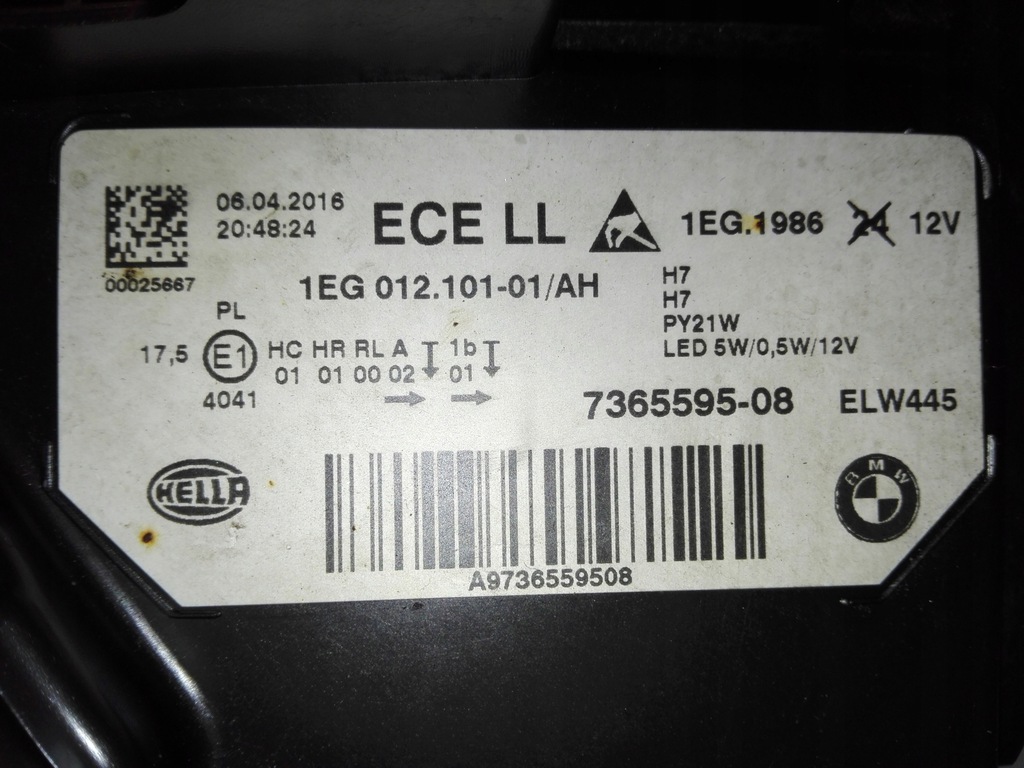 06.04.2016
20:48:24
00025667
ECE LL
1EG.1986 24 12V
1EG 012.101-01/AH
H7
H7
PY21W
LED 5W/0,5W/12V
PL
17,5 E1 HC HR RL A 1b
01 01 00 02 01
4041
7365595-08 ELW445
HELLA
BMW
A9736559508